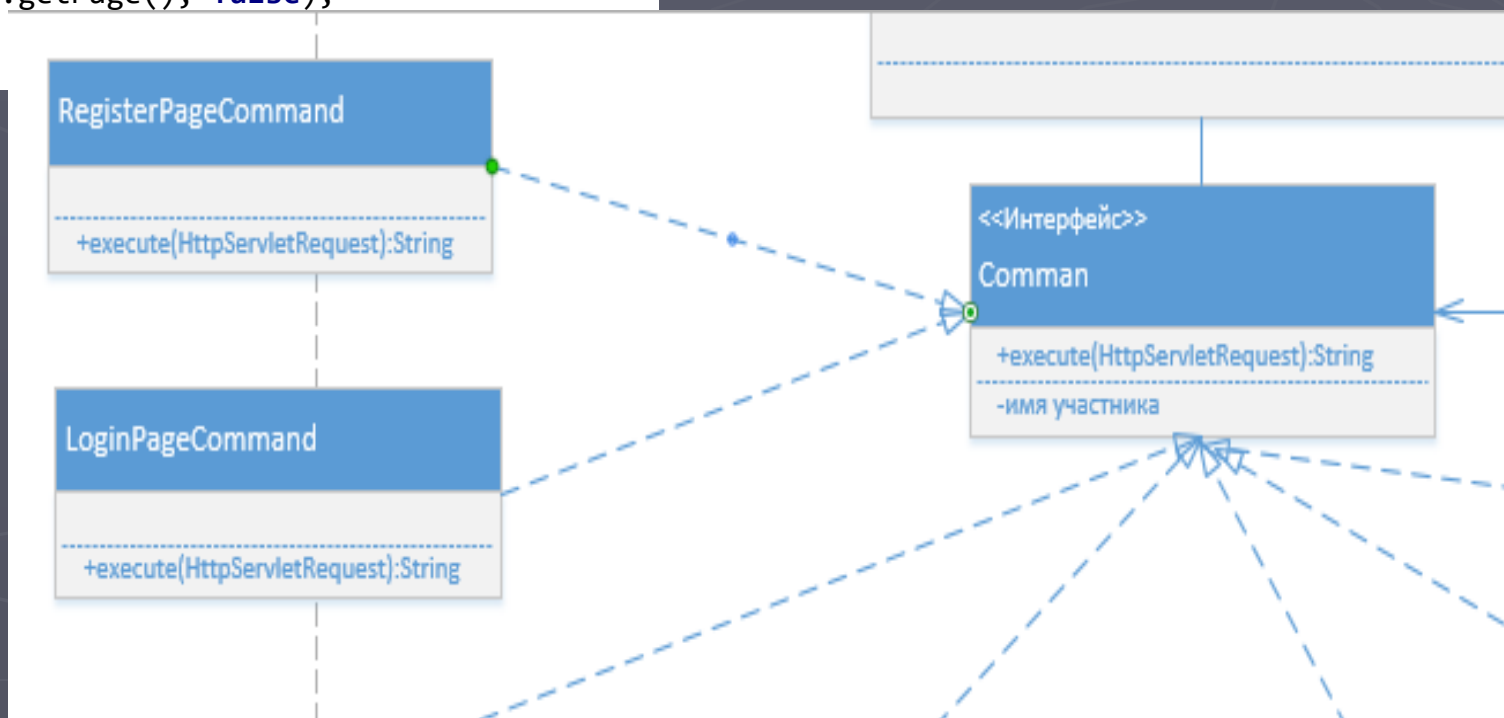 .getPage(), false);
RegisterPageCommand
+execute(HttpServletRequest):String
<<Интерфейс>>
Comman
+execute(HttpServletRequest):String
-имя участника
LoginPageCommand
+execute(HttpServletRequest):String